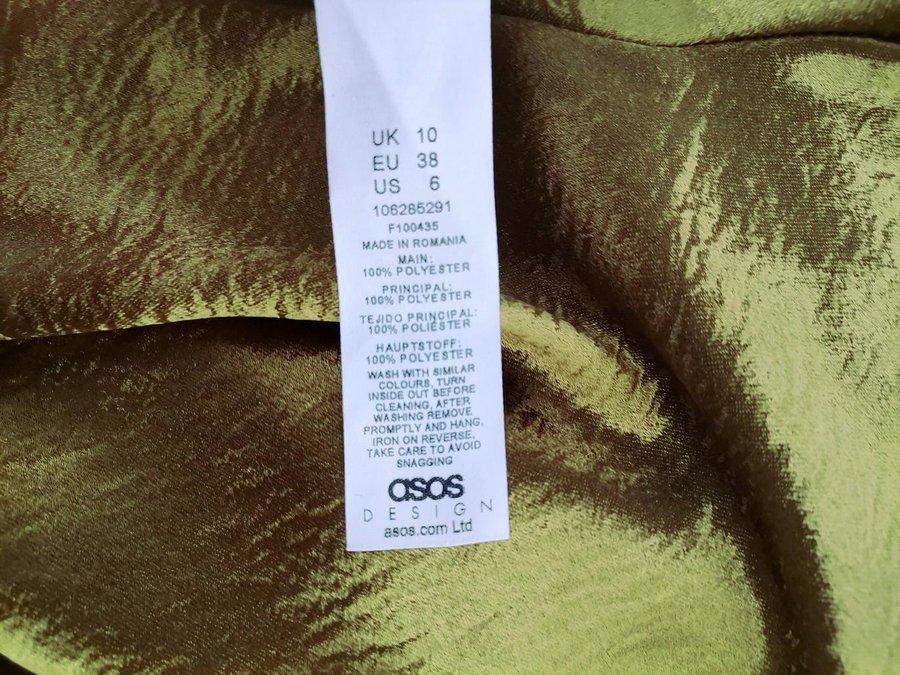 UK 10
EU 38
US 6
106285291
F100435
MADE IN ROMANIA
MAIN:
100% POLYESTER
PRINCIPAL:
100% POLYESTER
TEJIDO PRINCIPAL:
100% POLIÉSTER
HAUPTSTOFF:
100% POLYESTER
WASH WITH SIMILAR
COLOURS, TURN
INSIDE OUT BEFORE
CLEANING, AFTER
WASHING REMOVE
PROMPTLY AND HANG,
IRON ON REVERSE,
TAKE CARE TO AVOID
SNAGGING
asos
DESIGN
asos.com Ltd